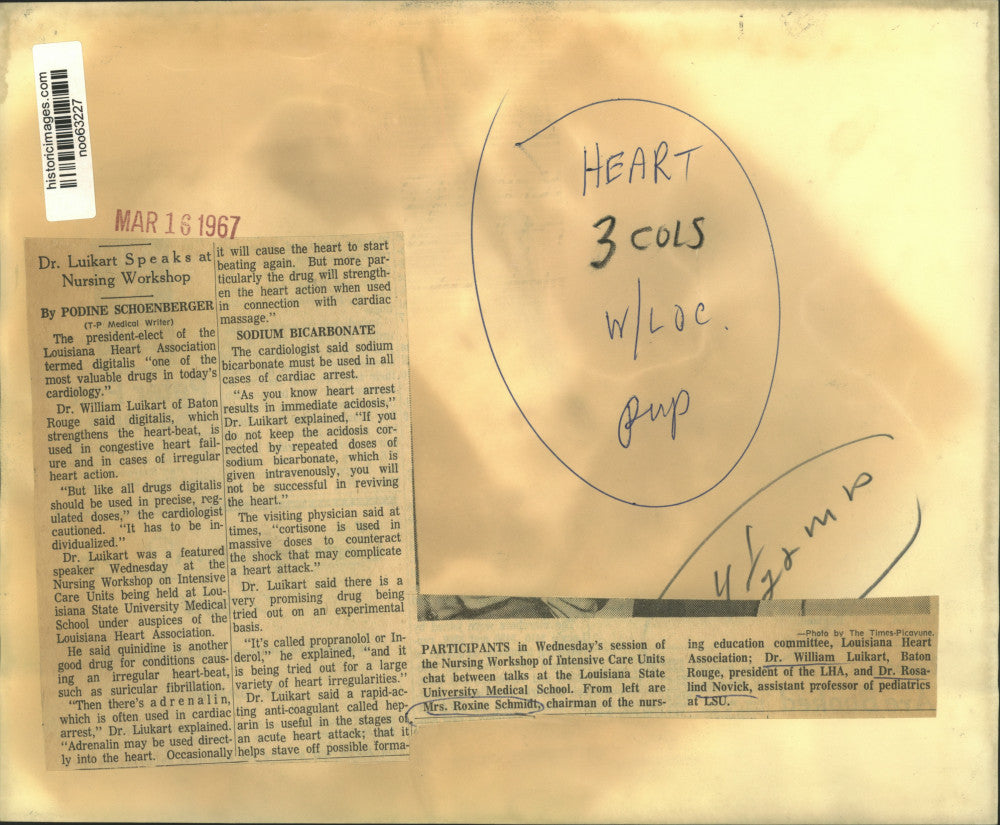 historicimages.com
noo63227
MAR 16 1967
Dr. Luikart Speaks at
Nursing Workshop
By PODINE SCHOENBERGER
(T-P Medical Writer)
The president-elect of the
Louisiana Heart Association
termed digitalis "one of the
most valuable drugs in today's
cardiology."
Dr. William Luikart of Baton
Rouge said digitalis, which
strengthens the heart-beat, is
used in congestive heart fail-
ure and in cases of irregular
heart action.
"But like all drugs digitalis
should be used in precise, reg-
ulated doses," the cardiologist
cautioned. "It has to be in-
dividualized."
Dr. Luikart was a featured
speaker Wednesday at the
Nursing Workshop on Intensive
Care Units being held at Lou-
isiana State University Medical
School under auspices of the
Louisiana Heart Association.
He said quinidine is another
good drug for conditions caus-
ing an irregular heart-beat,
such as suricular fibrillation.
"Then there's adrenalin,
which is often used in cardiac
arrest," Dr. Liukart explained.
"Adrenalin may be used direct-
ly into the heart. Occasionally
it will cause the heart to start
beating again. But more par-
ticularly the drug will strength-
en the heart action when used
in connection with cardiac
massage."
SODIUM BICARBONATE
The cardiologist said sodium
bicarbonate must be used in all
cases of cardiac arrest.
"As you know heart arrest
results in immediate acidosis,"
Dr. Luikart explained, "If you
do not keep the acidosis cor-
rected by repeated doses of
sodium bicarbonate, which is
given intravenously, you will
not be successful in reviving
the heart."
The visiting physician said at
times, "cortisone is used in
massive doses to counteract
the shock that may complicate
a heart attack."
Dr. Luikart said there is a
very promising drug being
tried out on an experimental
basis.
"It's called propranolol or In-
derol," he explained, "and it
is being tried out for a large
variety of heart irregularities."
Dr. Luikart said a rapid-ac-
ting anti-coagulant called hep-
arin is useful in the stages of
an acute heart attack; that it
helps stave off possible forma-
HEART
3 COLS
W/LOC.
—Photo by The Times-Picayune.
PARTICIPANTS in Wednesday's session of
the Nursing Workshop of Intensive Care Units
chat between talks at the Louisiana State
University Medical School. From left are
Mrs. Roxine Schmidt, chairman of the nurs-
ing education committee, Louisiana Heart
Association; Dr. William Luikart, Baton
Rouge, president of the LHA, and Dr. Rosa-
lind Novick, assistant professor of pediatrics
at LSU.